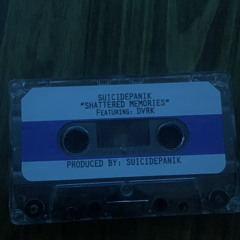 SUICIDEPANIK
"SHATTERED MEMORIES"
FEATURING: DVRK
PRODUCED BY: SUICIDEPANIK